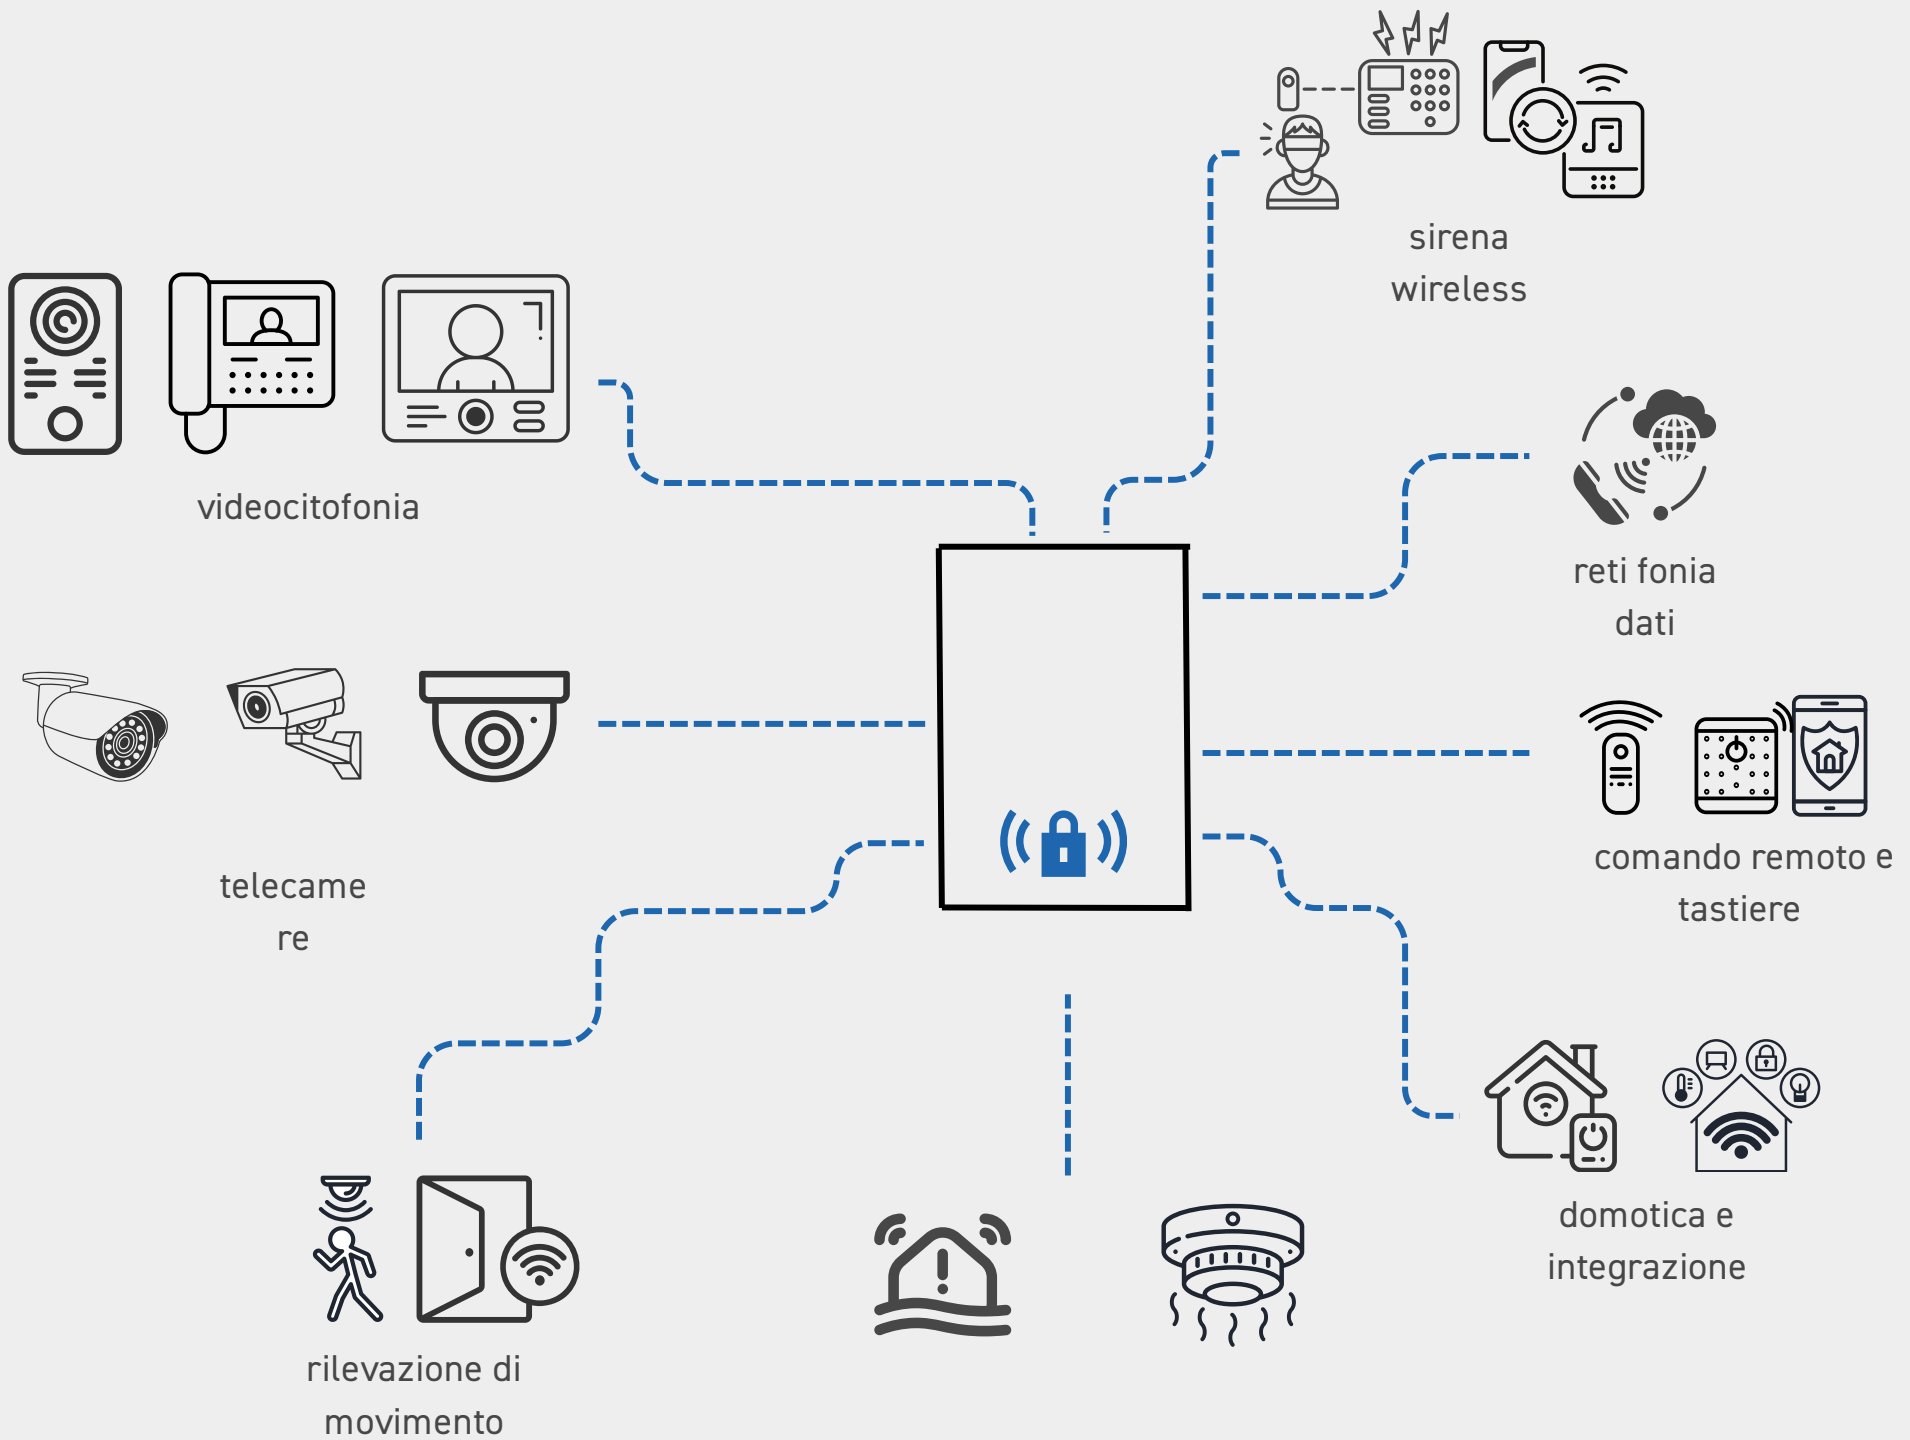 sirena
wireless
videocitofonia
reti fonia
dati
telecame
re
comando remoto e
tastiere
domotica e
integrazione
rilevazione di
movimento